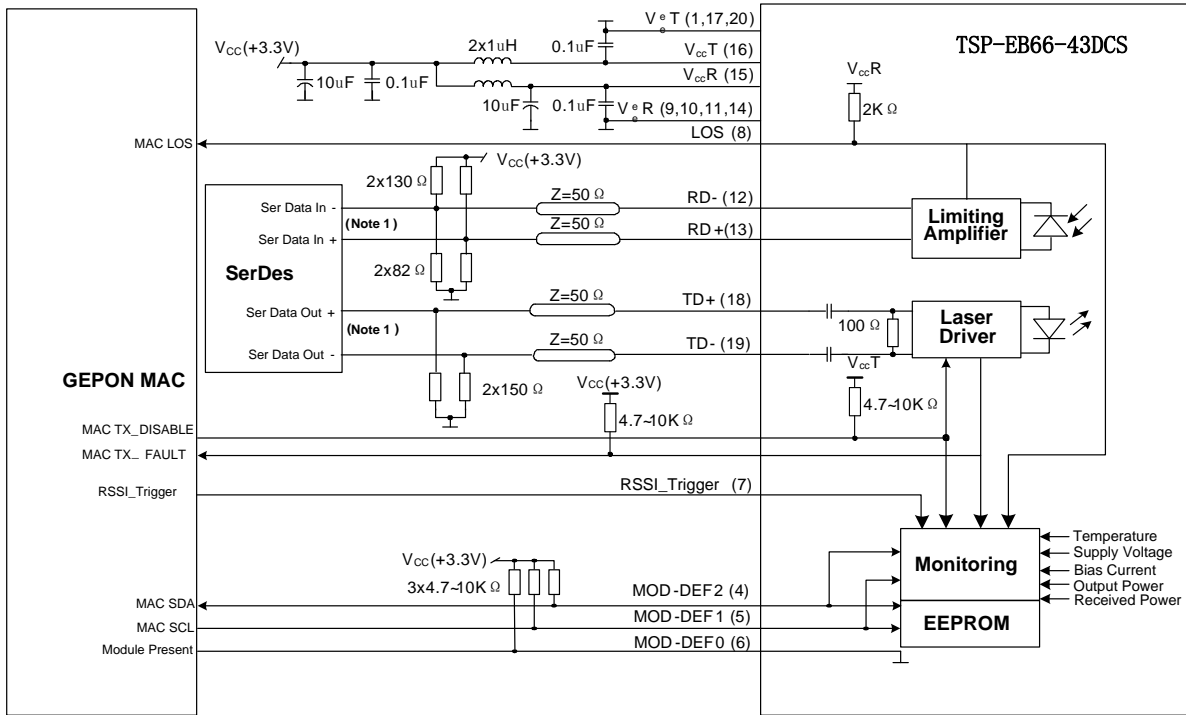 VeeT (1,17,20)
TSP-EB66-43DCS
VCC(+3.3V)
2x1uH
0.1uF
VccT (16)
VccR (15)
10uF
0.1uF
10uF
0.1uF
VeeR (9,10,11,14)
VccR
2K Ω
MAC LOS
LOS (8)
VCC(+3.3V)
2x130 Ω
Ser Data In -
(Note 1 )
Z=50 Ω
RD- (12)
Ser Data In +
Z=50 Ω
RD+(13)
Limiting
Amplifier
SerDes
2x82 Ω
Ser Data Out +
(Note 1 )
Z=50 Ω
TD+ (18)
100 Ω
Laser
Driver
Ser Data Out -
Z=50 Ω
TD- (19)
VccT
GEPON MAC
2x150 Ω
VCC(+3.3V)
4.7~10K Ω
4.7~10K Ω
MAC TX_DISABLE
MAC TX_ FAULT
RSSI_Trigger
RSSI_Trigger (7)
VCC(+3.3V)
3x4.7~10K Ω
Monitoring
Temperature
Supply Voltage
Bias Current
Output Power
Received Power
MAC SDA
MOD-DEF2 (4)
MAC SCL
MOD-DEF1 (5)
EEPROM
Module Present
MOD-DEF0 (6)